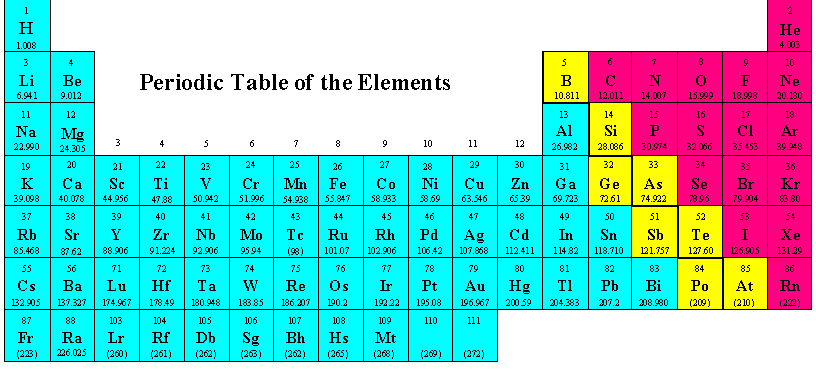 1 2
H He
1.008 4.003
3 4 5 6 7 8 9 10
Li Be Periodic Table of the Elements B C N O F Ne
6.941 9.012 10.811 12.011 14.007 15.999 18.998 20.180
11 12 13 14 15 16 17 18
Na Mg Al Si P S Cl Ar
3 4 5 6 7 8 9 10 11 12
22.990 24.305 26.982 28.086 30.974 32.066 35.453 39.948
19 20 21 22 23 24 25 26 27 28 29 30 31 32 33 34 35 36
K Ca Sc Ti V Cr Mn Fe Co Ni Cu Zn Ga Ge As Se Br Kr
39.098 40.078 44.956 47.88 50.942 51.996 54.938 55.847 58.933 58.69 63.546 65.39 69.723 72.61 74.922 78.96 79.904 83.80
37 38 39 40 41 42 43 44 45 46 47 48 49 50 51 52 53 54
Rb Sr Y Zr Nb Mo Tc Ru Rh Pd Ag Cd In Sn Sb Te I Xe
85.468 87.62 88.906 91.224 92.906 95.94 (98) 101.07 102.906 106.42 107.868 112.411 114.82 118.710 121.757 127.60 126.905 131.29
55 56 71 72 73 74 75 76 77 78 79 80 81 82 83 84 85 86
Cs Ba Lu Hf Ta W Re Os Ir Pt Au Hg Tl Pb Bi Po At Rn
132.905 137.327 174.967 178.49 180.948 183.85 186.207 190.2 192.22 195.08 196.967 200.59 204.383 207.2 208.980 (209) (210) (222)
87 88 103 104 105 106 107 108 109 110 111
Fr Ra Lr Rf Db Sg Bh Hs Mt
(223) 226.025 (260) (261) (262) (263) (262) (265) (268) (269) (272)